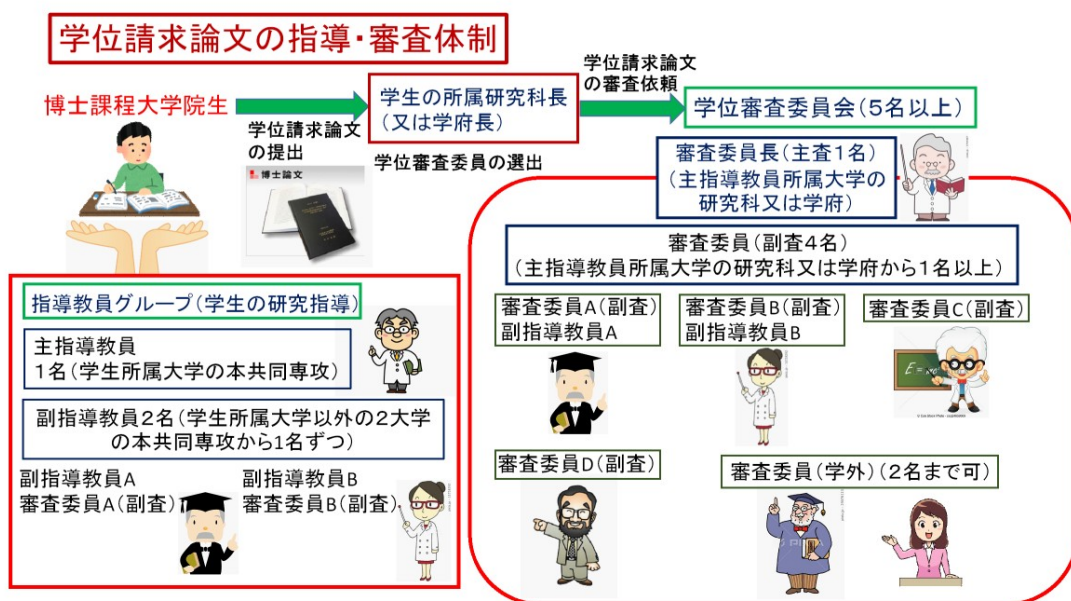 学位請求論文の指導・審査体制
博士課程大学院生
学位請求論文
の提出
博士論文
学生の所属研究科長
(又は学府長)
学位審査委員の選出
学位請求論文
の審査依頼
学位審査委員会(5名以上)
審査委員長(主査1名)
(主指導教員所属大学の
研究科又は学府)
審査委員(副査4名)
(主指導教員所属大学の研究科又は学府から1名以上)
審査委員A(副査)
副指導教員A
審査委員B(副査)
副指導教員B
審査委員C(副査)
審査委員D(副査)
審査委員(学外)(2名まで可)
指導教員グループ(学生の研究指導)
主指導教員
1名(学生所属大学の本共同専攻)
副指導教員2名(学生所属大学以外の2大学
の本共同専攻から1名ずつ)
副指導教員A
審査委員A(副査)
副指導教員B
審査委員B(副査)